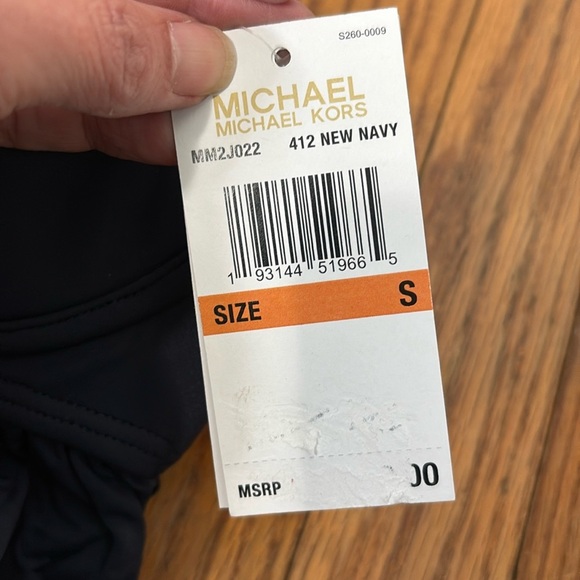 S260-0009
MICHAEL
MICHAEL KORS
MM2J022 412 NEW NAVY
1 93144 51966 5
SIZE S
MSRP 00